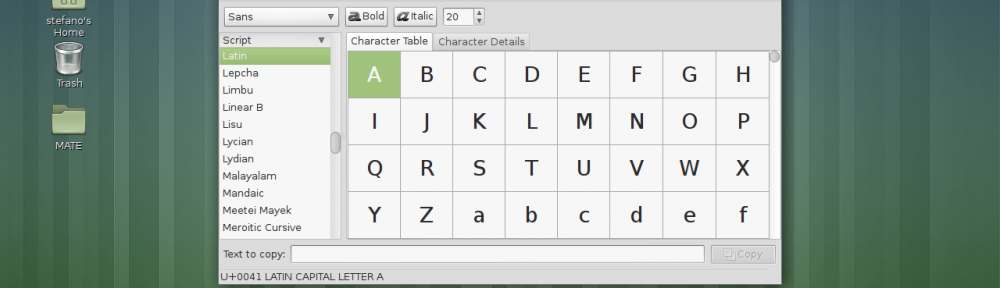 stefano's
Home
Trash
MATE
Sans
Bold
Italic
20
Script
Latin
Lepcha
Limbu
Linear B
Lisu
Lycian
Lydian
Malayalam
Mandaic
Meetei Mayek
Meroitic Cursive
Character Table
Character Details
A B C D E F G H
I J K L M N O P
Q R S T U V W X
Y Z a b c d e f
Text to copy:
Copy
U+0041 LATIN CAPITAL LETTER A